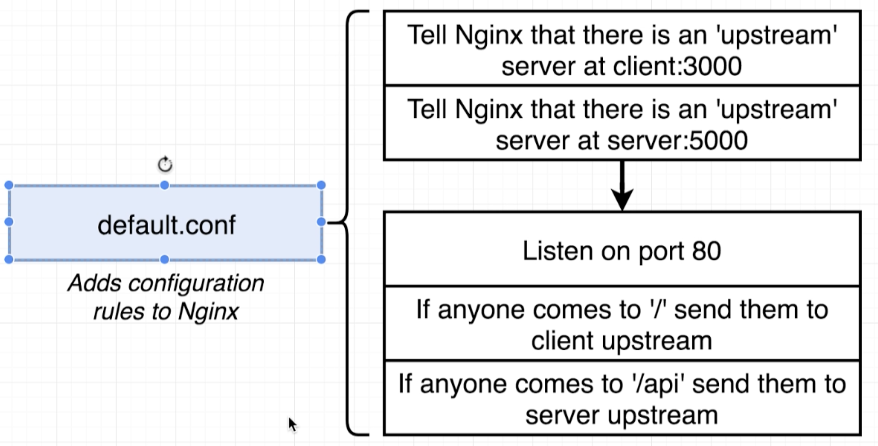 Tell Nginx that there is an 'upstream'
server at client:3000
Tell Nginx that there is an 'upstream'
server at server:5000
default.conf
Adds configuration
rules to Nginx
Listen on port 80
If anyone comes to '/' send them to
client upstream
If anyone comes to '/api' send them to
server upstream